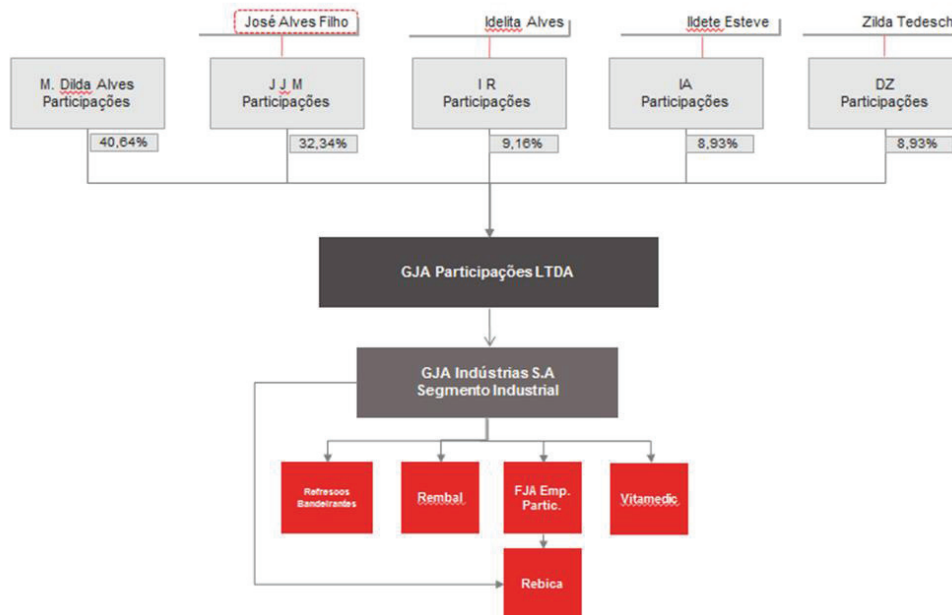 José Alves Filho
Idelita Alves
Ildete Esteve
Zilda Tedesch
M. Dilda Alves
Participações
J J M
Participações
I R
Participações
IA
Participações
DZ
Participações
40,64%
32,34%
9,16%
8,93%
8,93%
GJA Participações LTDA
GJA Indústrias S.A
Segmento Industrial
Refresoos
Bandeirantes
Rembal
FJA Emp.
Partic.
Vitamedic
Rebica